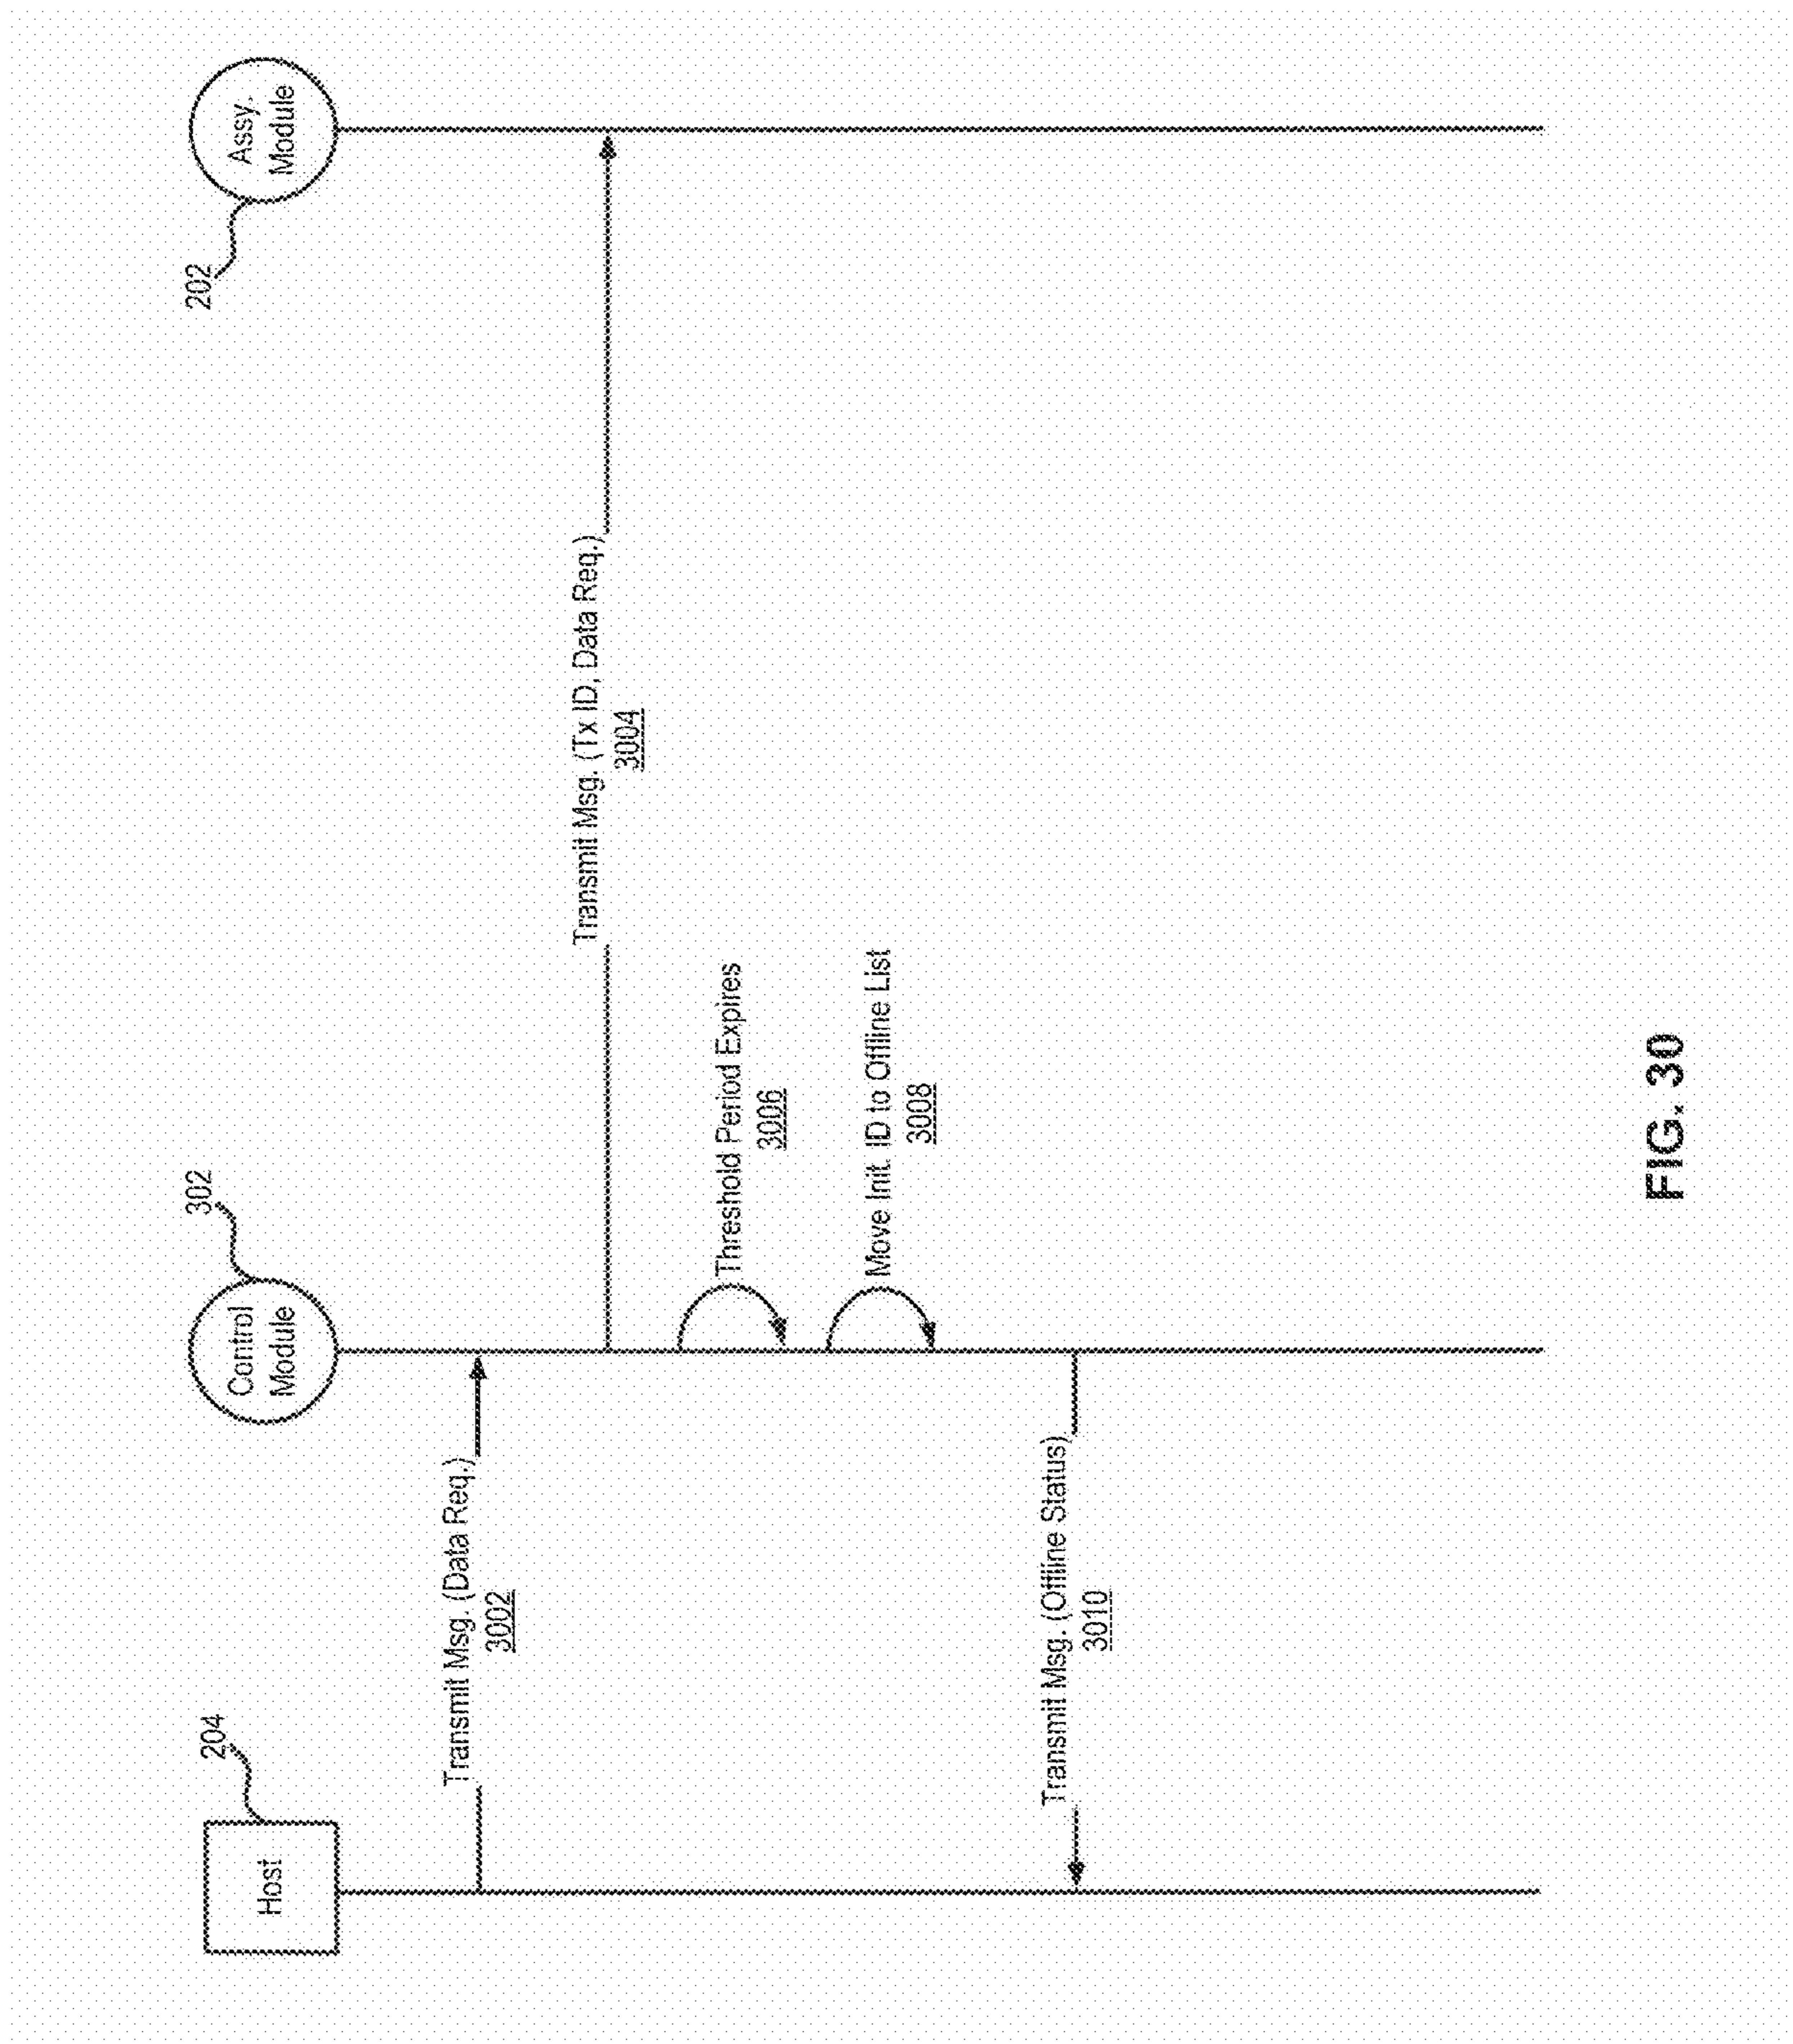 204
Host
302
Control
Module
202
Assy.
Module
Transmit Msg. (Data Req.)
3002
Transmit Msg. (Tx ID, Data Req.)
3004
Threshold Period Expires
3006
Move Init. ID to Offline List
3008
Transmit Msg. (Offline Status)
3010
FIG. 30